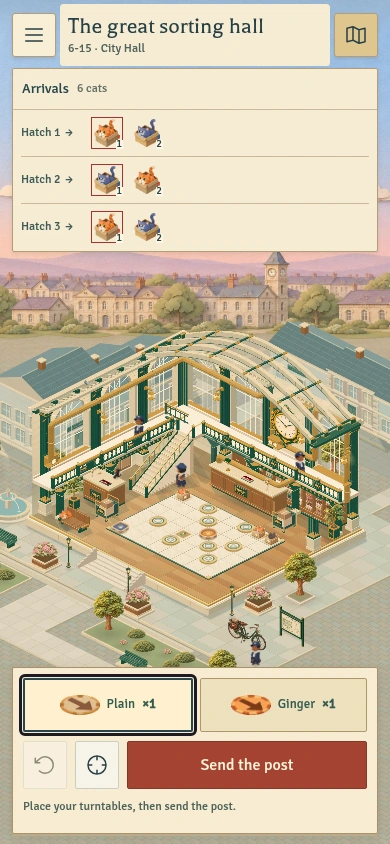 The great sorting hall
6-15 · City Hall
Arrivals 6 cats
Hatch 1 → 1 2
Hatch 2 → 1 2
Hatch 3 → 1 2
Plain ×1 Ginger ×1
Send the post
Place your turntables, then send the post.